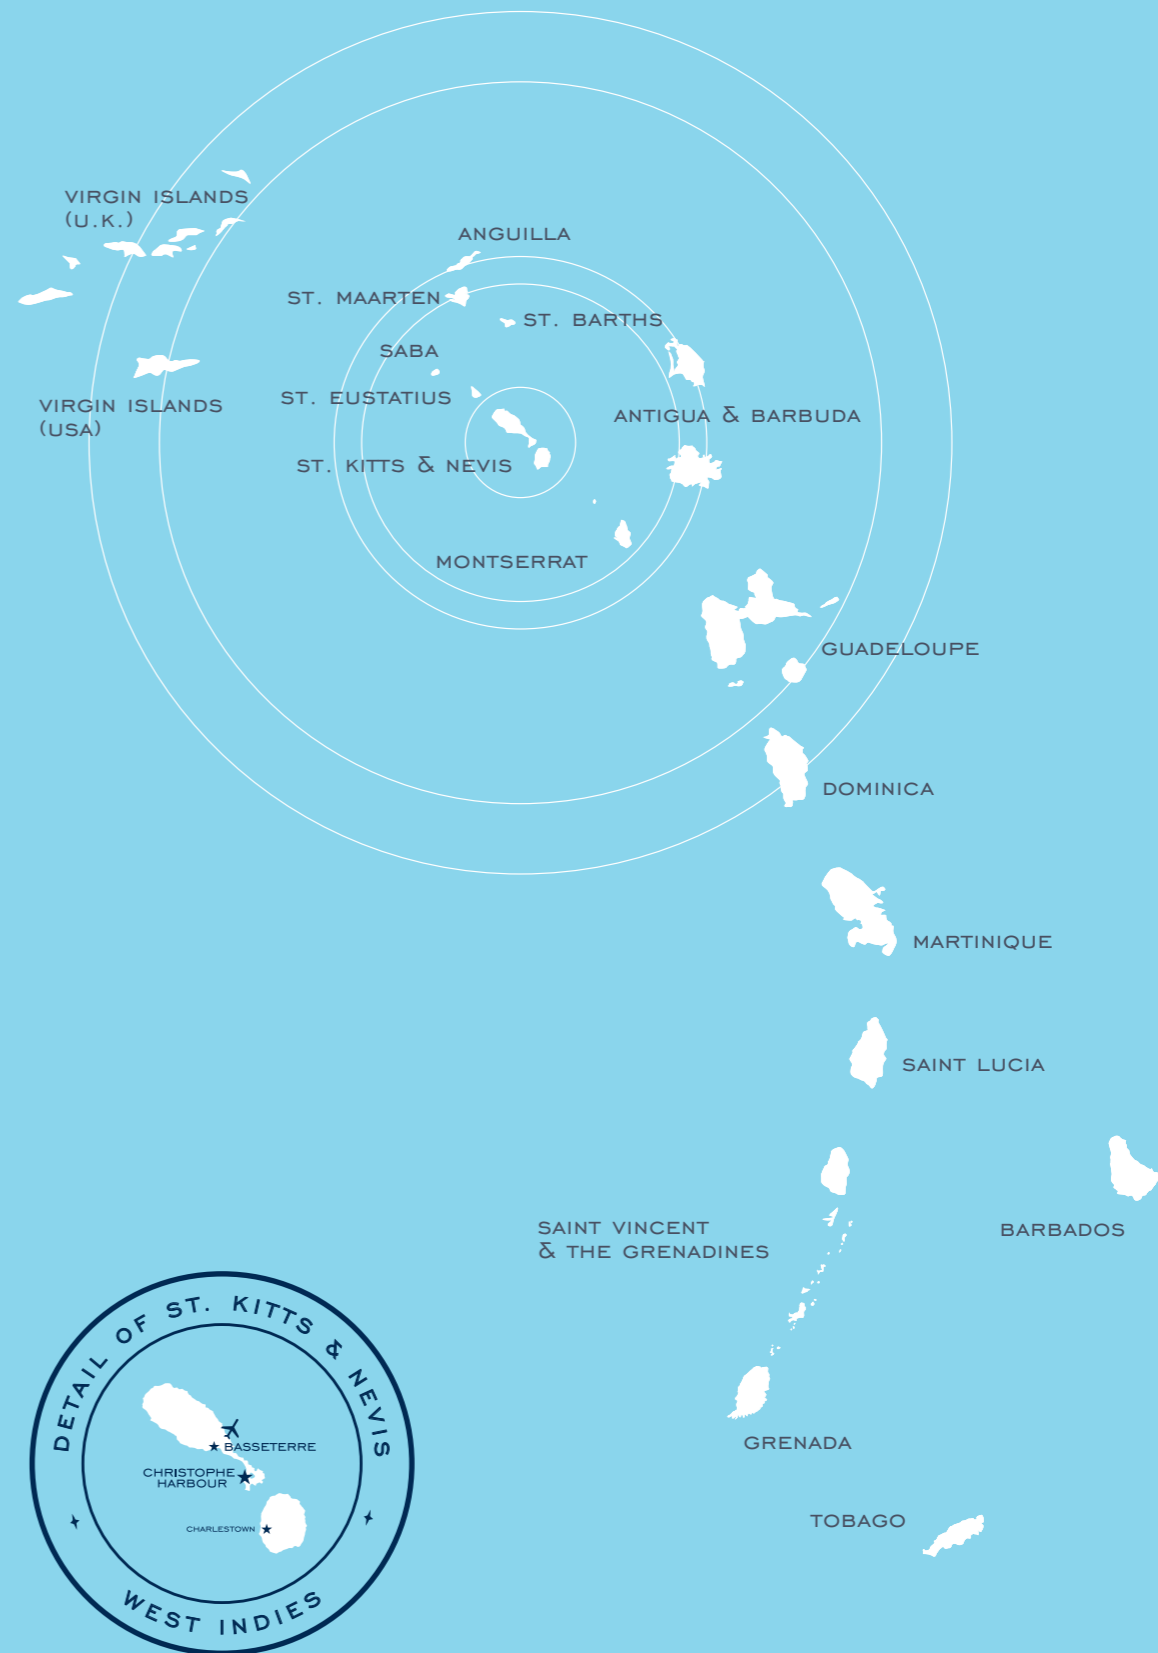 VIRGIN ISLANDS
(U.K.)
ANGUILLA
ST. MAARTEN
ST. BARTHS
SABA
ST. EUSTATIUS
VIRGIN ISLANDS
(USA)
ANTIGUA & BARBUDA
ST. KITTS & NEVIS
MONTSERRAT
GUADELOUPE
DOMINICA
MARTINIQUE
SAINT LUCIA
SAINT VINCENT
& THE GRENADINES
BARBADOS
GRENADA
TOBAGO
DETAIL OF ST. KITTS & NEVIS
BASSETERRE
CHRISTOPHE
HARBOUR
CHARLESTOWN
WEST INDIES